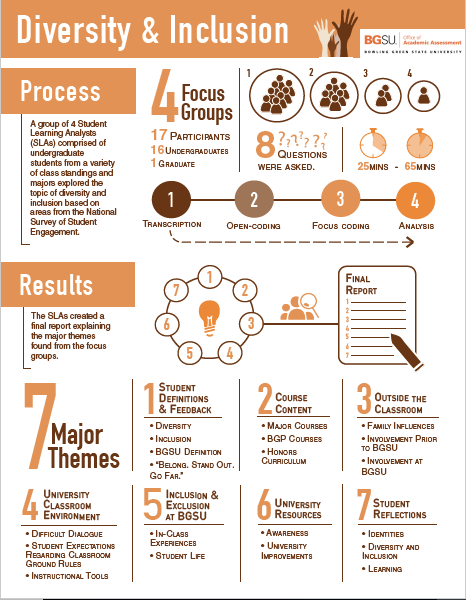 Diversity & Inclusion
BGSU.
Office of
Academic Assessment
BOWLING GREEN STATE UNIVERSITY
Process
A group of 4 Student
Learning Analysts
(SLAs) comprised of
undergraduate
students from a variety
of class standings and
majors explored the
topic of diversity and
inclusion based on
areas from the National
Survey of Student
Engagement.
4 Focus
Groups
17 Participants
16 Undergraduates
1 Graduate
1
2
3
4
8 ??????
Questions
were asked.
25mins - 65mins
1
2
3
4
Transcription
Open-coding
Focus coding
Analysis
Results
The SLAs created a
final report explaining
the major themes
found from the focus
groups.
1
2
3
4
5
6
7
Final
Report
1
2
3
4
5
6
7
7 Major
Themes
1 Student
Definitions
& Feedback
• Diversity
• Inclusion
• BGSU Definition
• "Belong. Stand Out.
Go Far."
2 Course
Content
• Major Courses
• BGP Courses
• Honors
Curriculum
3 Outside the
Classroom
• Family Influences
• Involvement Prior
to BGSU
• Involvement at
BGSU
4 University
Classroom
Environment
• Difficult Dialogue
• Student Expectations
Regarding Classroom
Ground Rules
• Instructional Tools
5 Inclusion &
Exclusion
at BGSU
• In-Class
Experiences
• Student Life
6 University
Resources
• Awareness
• University
Improvements
7 Student
Reflections
• Identities
• Diversity and
Inclusion
• Learning